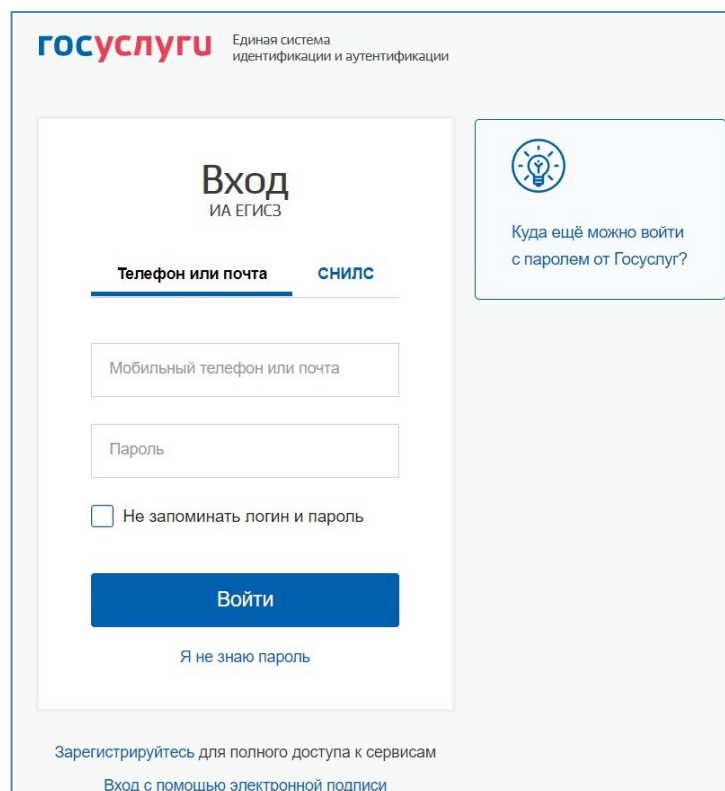 госуслуги
Единая система
идентификации и аутентификации
Вход
ИА ЕГИСЗ
Телефон или почта
СНИЛС
Мобильный телефон или почта
Пароль
Не запоминать логин и пароль
Войти
Я не знаю пароль
Куда ещё можно войти
с паролем от Госуслуг?
Зарегистрируйтесь для полного доступа к сервисам
Вход с помощью электронной подписи